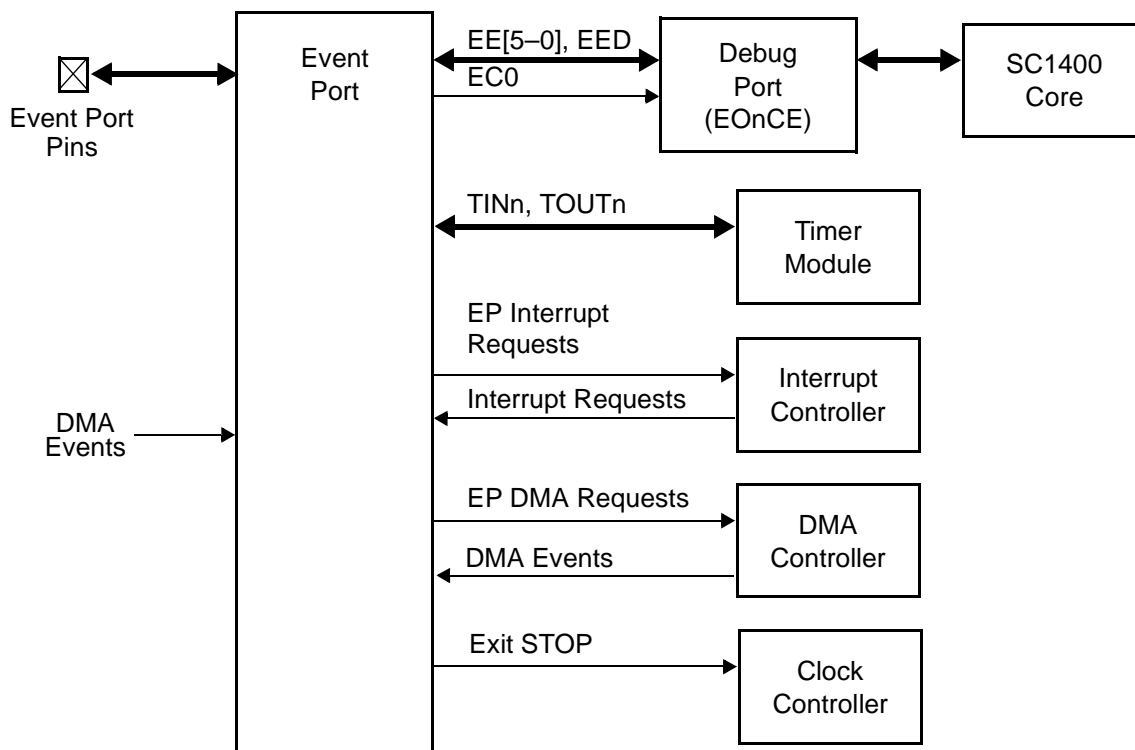 Event Port
Pins
DMA
Events
Event
Port
EE[5–0], EED
EC0
Debug
Port
(EOnCE)
SC1400
Core
TINn, TOUTn
Timer
Module
EP Interrupt
Requests
Interrupt Requests
Interrupt
Controller
EP DMA Requests
DMA Events
DMA
Controller
Exit STOP
Clock
Controller